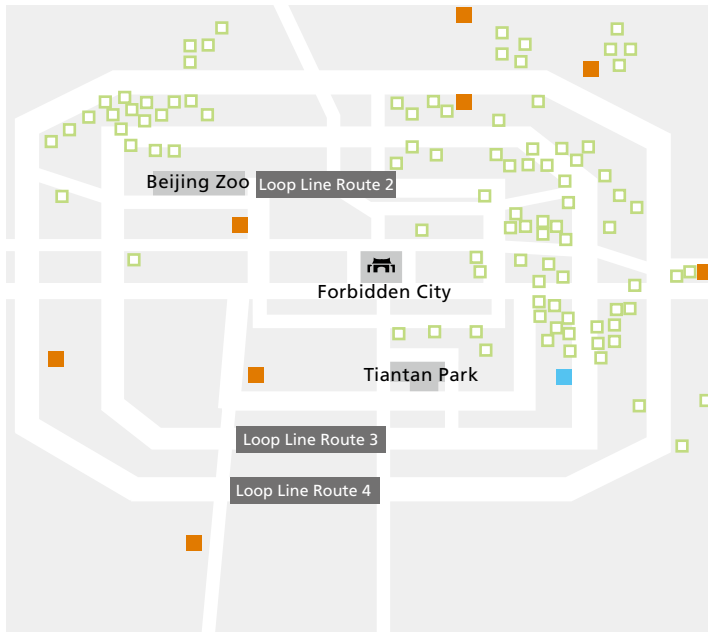 Beijing Zoo
Loop Line Route 2
Forbidden City
Tiantan Park
Loop Line Route 3
Loop Line Route 4